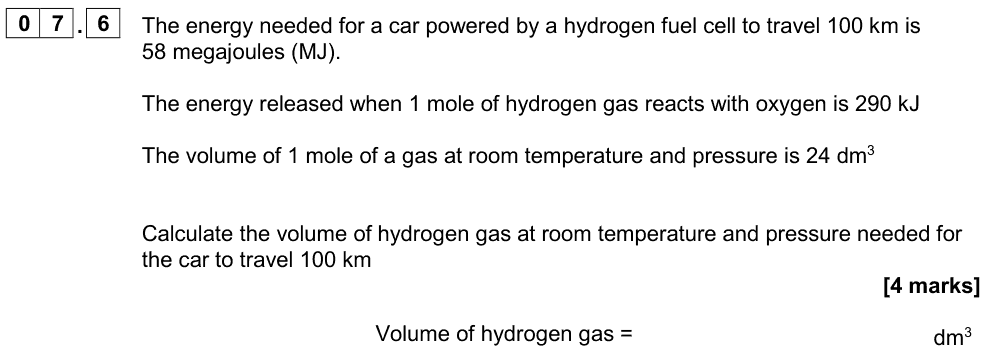 07.6 The energy needed for a car powered by a hydrogen fuel cell to travel 100 km is
58 megajoules (MJ).
The energy released when 1 mole of hydrogen gas reacts with oxygen is 290 kJ
The volume of 1 mole of a gas at room temperature and pressure is 24 dm³
Calculate the volume of hydrogen gas at room temperature and pressure needed for
the car to travel 100 km
[4 marks]
Volume of hydrogen gas = dm³